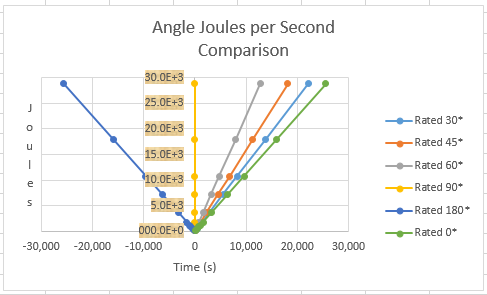 Angle Joules per Second
Comparison
30.0E+3
25.0E+3
20.0E+3
15.0E+3
10.0E+3
5.0E+3
000.0E+0
-30,000 -20,000 -10,000 0 10,000 20,000 30,000
Time (s)
Joules
Rated 30*
Rated 45*
Rated 60*
Rated 90*
Rated 180*
Rated 0*